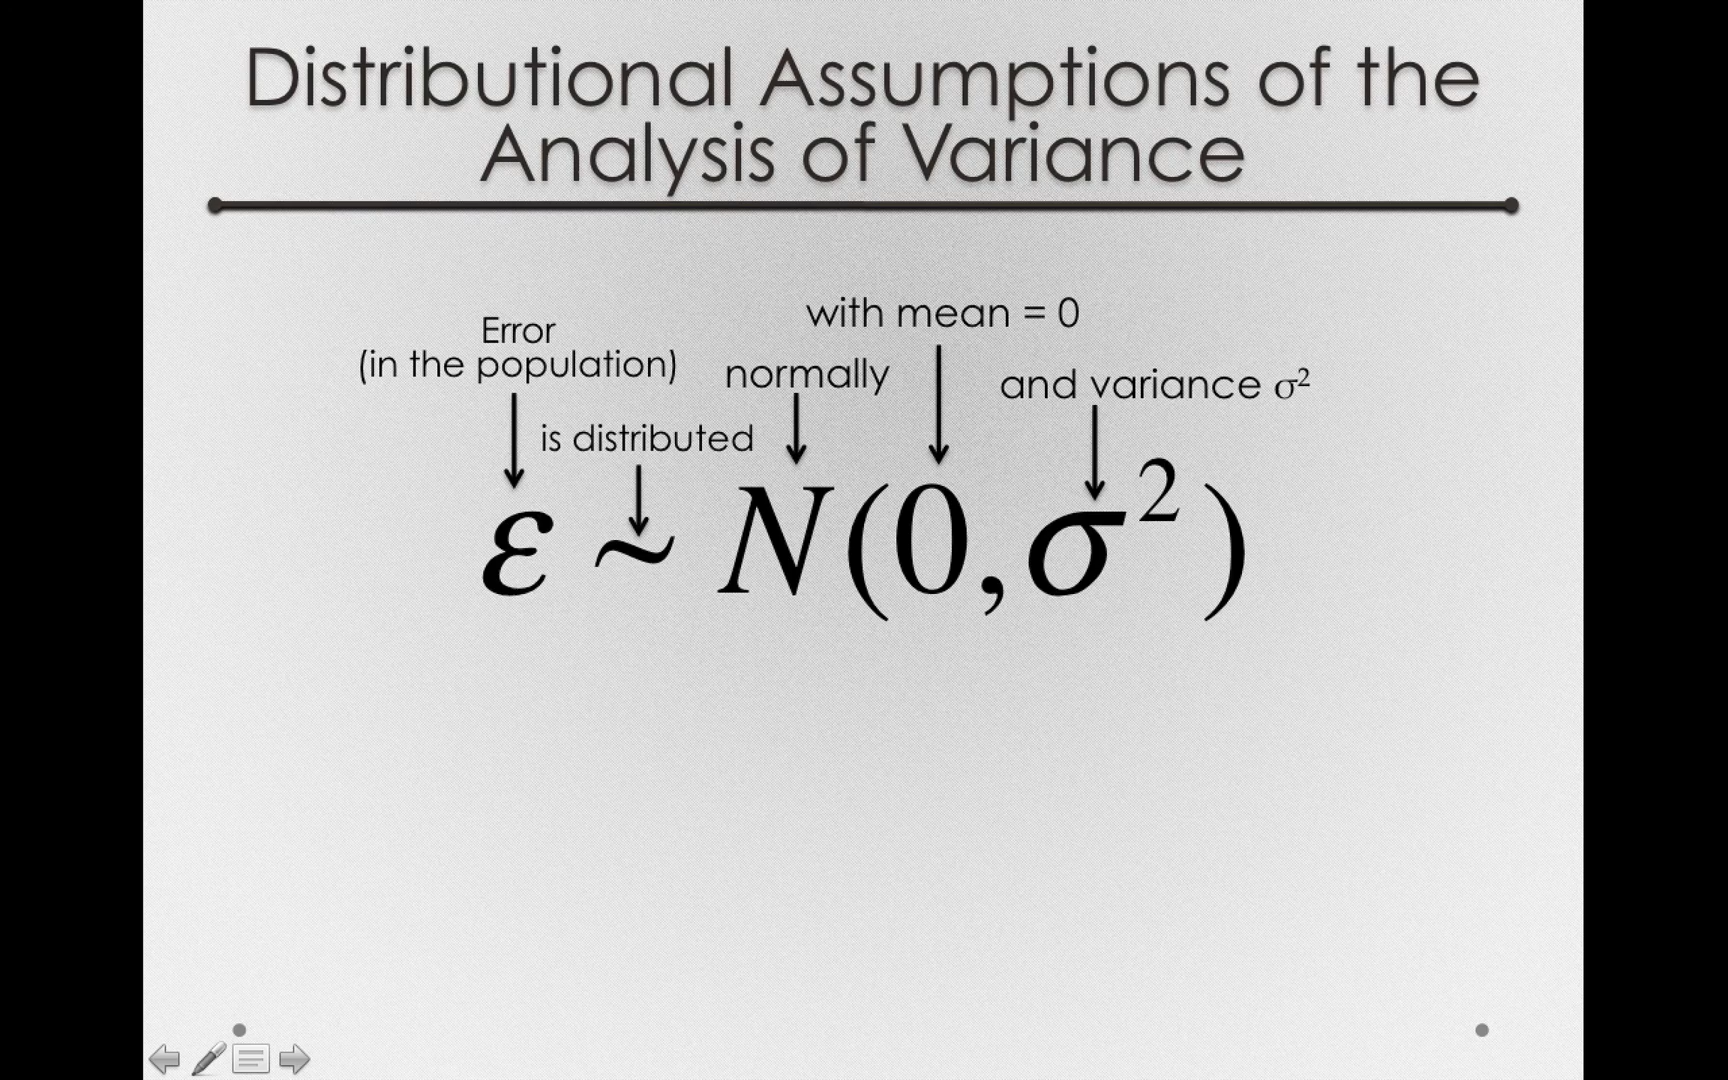 Distributional Assumptions of the
Analysis of Variance
with mean = 0
Error
(in the population)
normally
and variance σ²
is distributed
ε ~ N(0,σ²)